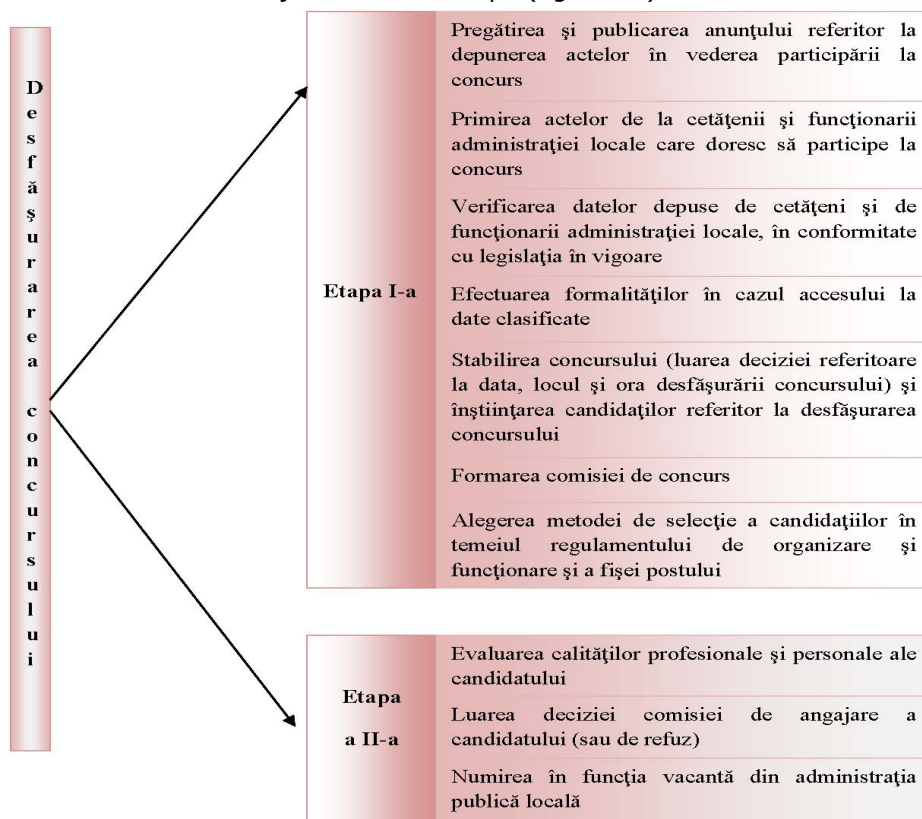 Desfăşurarea concursului
Etapa I-a
Pregătirea şi publicarea anunţului referitor la
depunerea actelor în vederea participării la
concurs
Primirea actelor de la cetăţenii şi funcţionarii
administraţiei locale care doresc să participe la
concurs
Verificarea datelor depuse de cetăţeni şi de
funcţionarii administraţiei locale, în conformitate
cu legislaţia în vigoare
Efectuarea formalităţilor în cazul accesului la
date clasificate
Stabilirea concursului (luarea deciziei referitoare
la data, locul şi ora desfăşurării concursului) şi
înştiinţarea candidaţilor referitor la desfăşurarea
concursului
Formarea comisiei de concurs
Alegerea metodei de selecţie a candidaţiilor în
temeiul regulamentului de organizare şi
funcţionare şi a fişei postului
Etapa
a II-a
Evaluarea calităţilor profesionale şi personale ale
candidatului
Luarea deciziei comisiei de angajare a
candidatului (sau de refuz)
Numirea în funcţia vacantă din administraţia
publică locală